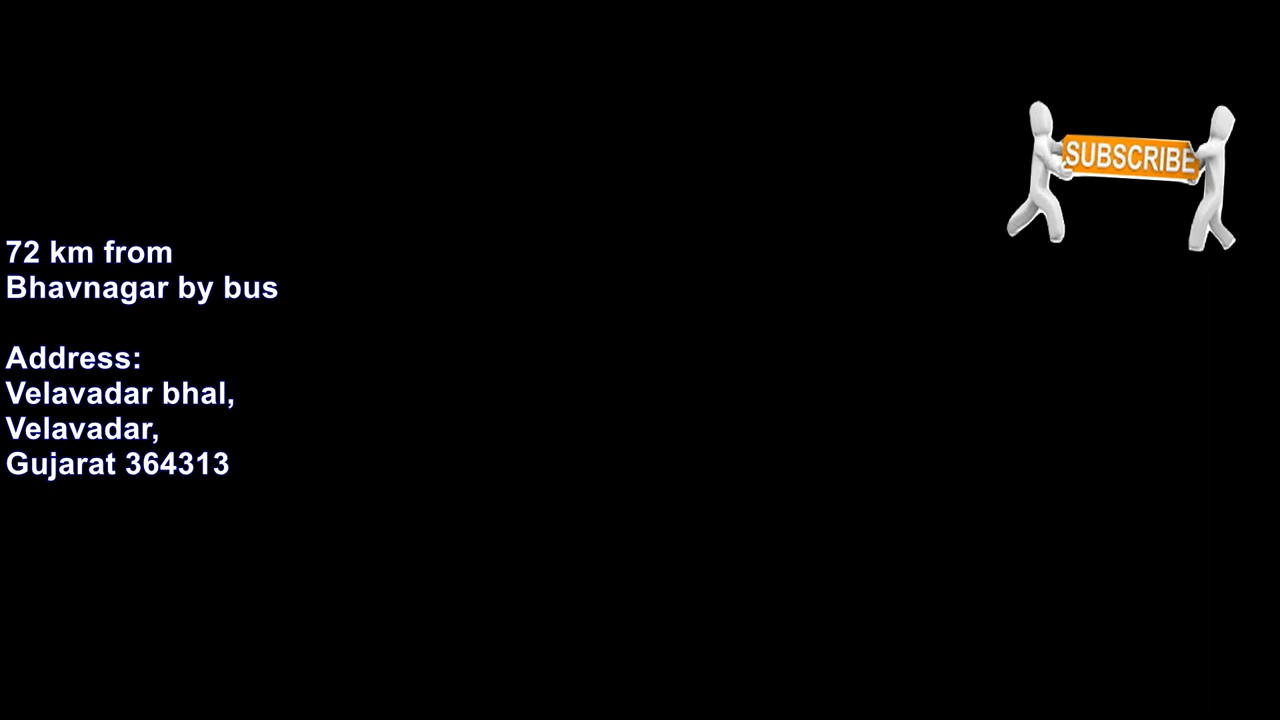 SUBSCRIBE
72 km from
Bhavnagar by bus
Address:
Velavadar bhal,
Velavadar,
Gujarat 364313